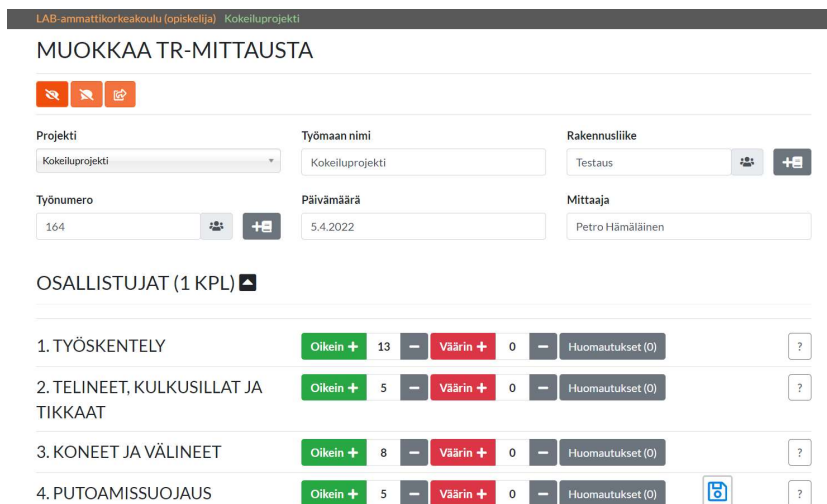 LAB-ammattikorkeakoulu (opiskelija) Kokeiluprojekti
MUOKKAA TR-MITTAUSTA
Projekti Työmaan nimi Rakennusliike
Kokeiluprojekti Kokeiluprojekti Testaus
Työnumero Päivämäärä Mittaaja
164 5.4.2022 Petro Hämäläinen
OSALLISTUJAT (1 KPL)
1. TYÖSKENTELY Oikein + 13 − Väärin + 0 − Huomautukset (0) ?
2. TELINEET, KULKUSILLAT JA Oikein + 5 − Väärin + 0 − Huomautukset (0) ?
TIKKAAT
3. KONEET JA VÄLINEET Oikein + 8 − Väärin + 0 − Huomautukset (0) ?
4. PUTOAMISSUOJAUS Oikein + 5 − Väärin + 0 − Huomautukset (0) ?